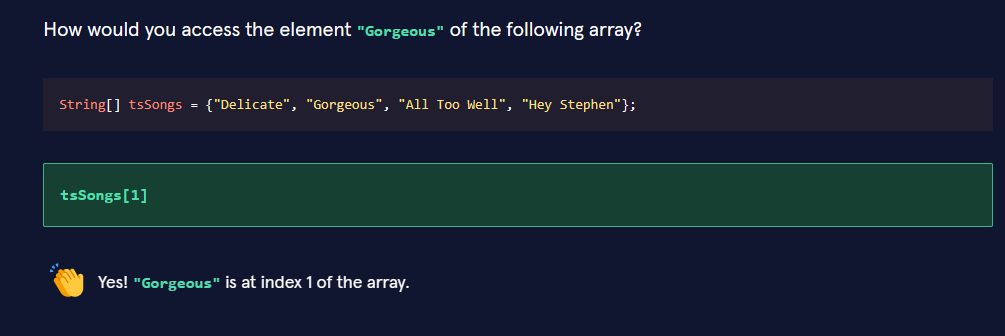 How would you access the element "Gorgeous" of the following array?
String[] tsSongs = {"Delicate", "Gorgeous", "All Too Well", "Hey Stephen"};
tsSongs[1]
Yes! "Gorgeous" is at index 1 of the array.